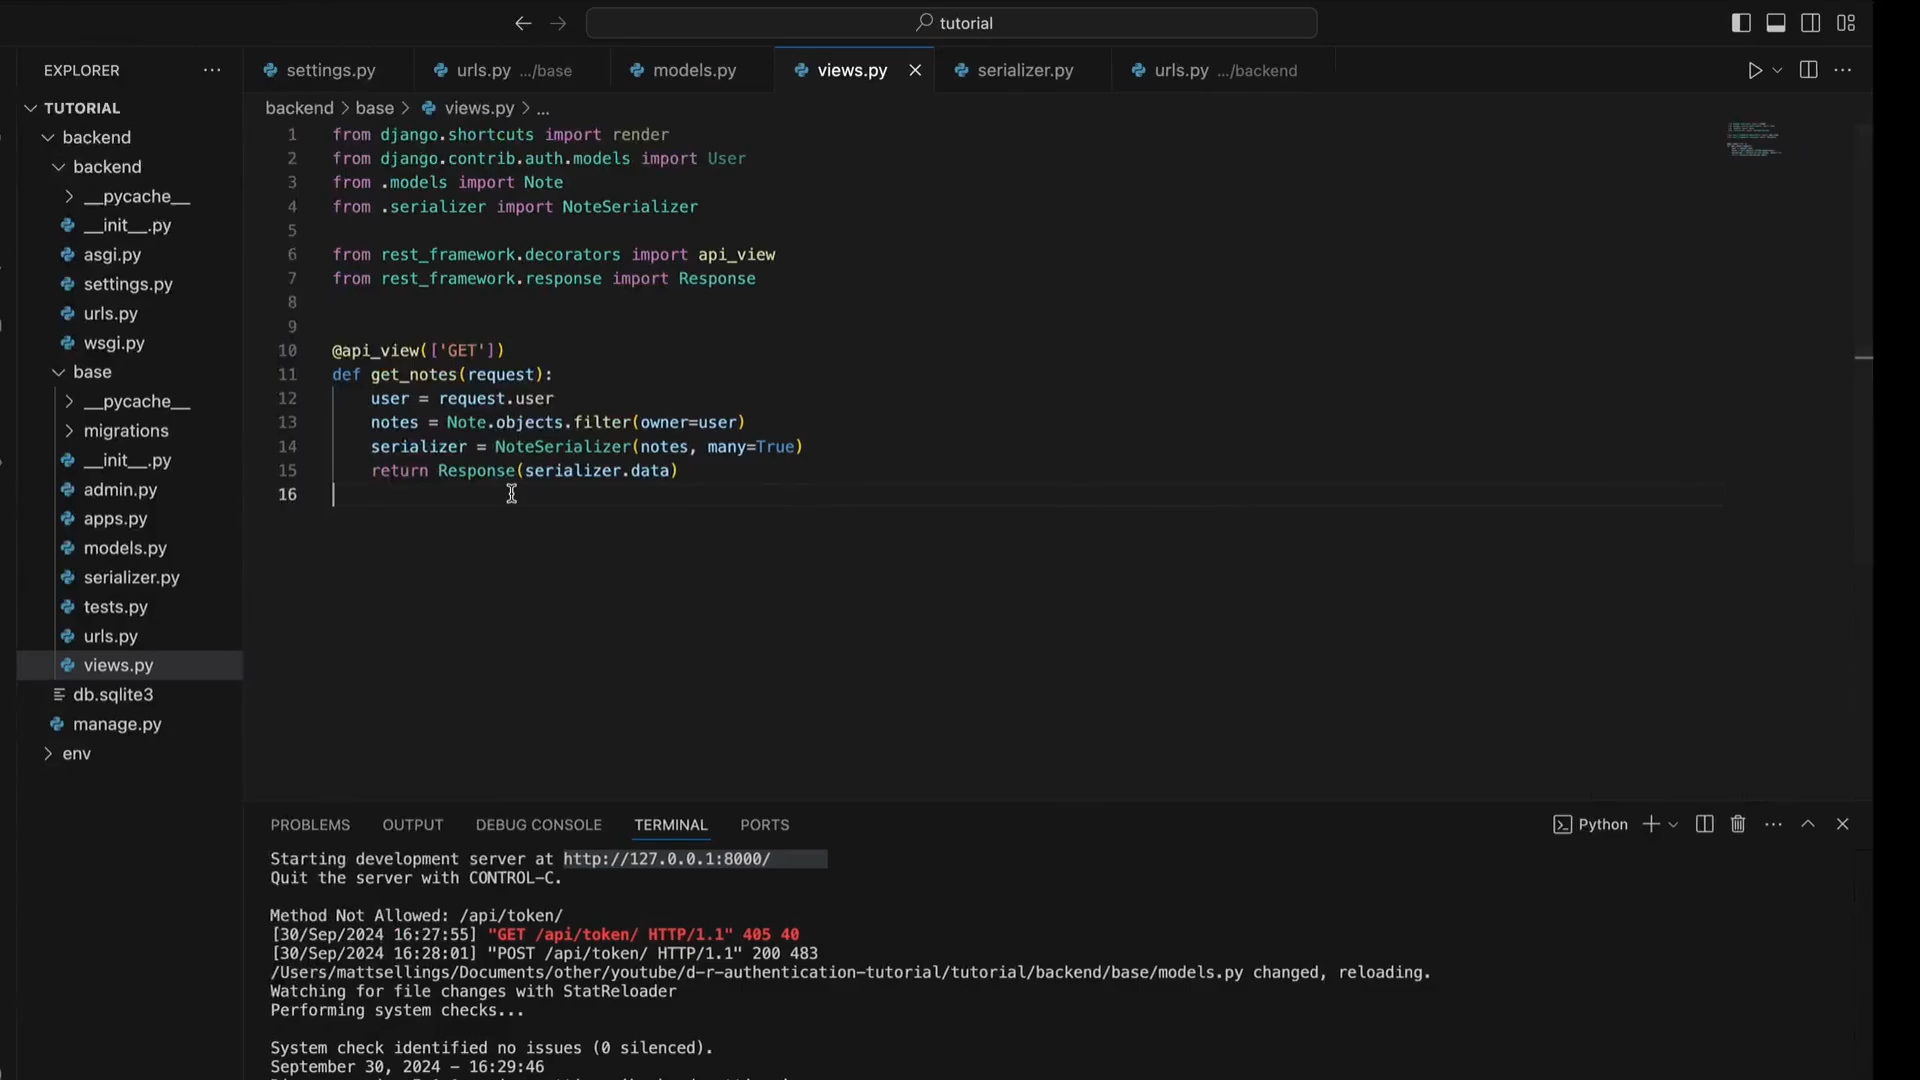 tutorial
EXPLORER
settings.py
urls.py .../base
models.py
views.py
serializer.py
urls.py .../backend
TUTORIAL
backend
backend
__pycache__
__init__.py
asgi.py
settings.py
urls.py
wsgi.py
base
__pycache__
migrations
__init__.py
admin.py
apps.py
models.py
serializer.py
tests.py
urls.py
views.py
db.sqlite3
manage.py
env
backend > base > views.py > ...
1 from django.shortcuts import render
2 from django.contrib.auth.models import User
3 from .models import Note
4 from .serializer import NoteSerializer
5
6 from rest_framework.decorators import api_view
7 from rest_framework.response import Response
8
9
10 @api_view(['GET'])
11 def get_notes(request):
12     user = request.user
13     notes = Note.objects.filter(owner=user)
14     serializer = NoteSerializer(notes, many=True)
15     return Response(serializer.data)
16
PROBLEMS OUTPUT DEBUG CONSOLE TERMINAL PORTS
Python
Starting development server at http://127.0.0.1:8000/
Quit the server with CONTROL-C.
Method Not Allowed: /api/token/
[30/Sep/2024 16:27:55] "GET /api/token/ HTTP/1.1" 405 40
[30/Sep/2024 16:28:01] "POST /api/token/ HTTP/1.1" 200 483
/Users/mattsellings/Documents/other/youtube/d-r-authentication-tutorial/tutorial/backend/base/models.py changed, reloading.
Watching for file changes with StatReloader
Performing system checks...
System check identified no issues (0 silenced).
September 30, 2024 - 16:29:46